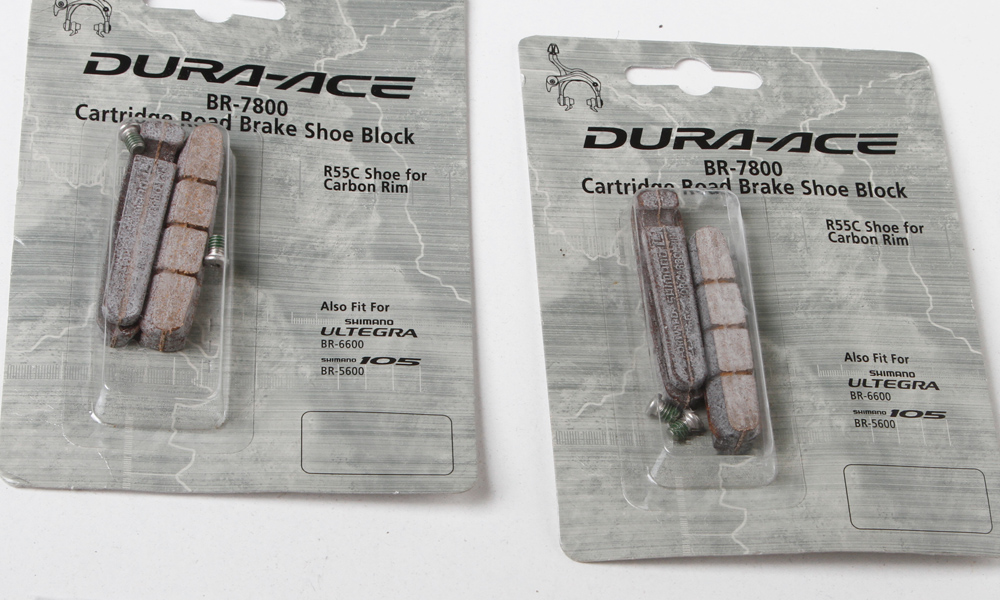 DURA-ACE
BR-7800
Cartridge Road Brake Shoe Block
R55C Shoe for
Carbon Rim
Also Fit For
SHIMANO
ULTEGRA
BR-6600
SHIMANO 105
BR-5600
DURA-ACE
BR-7800
Cartridge Road Brake Shoe Block
R55C Shoe for
Carbon Rim
Also Fit For
SHIMANO
ULTEGRA
BR-6600
SHIMANO 105
BR-5600